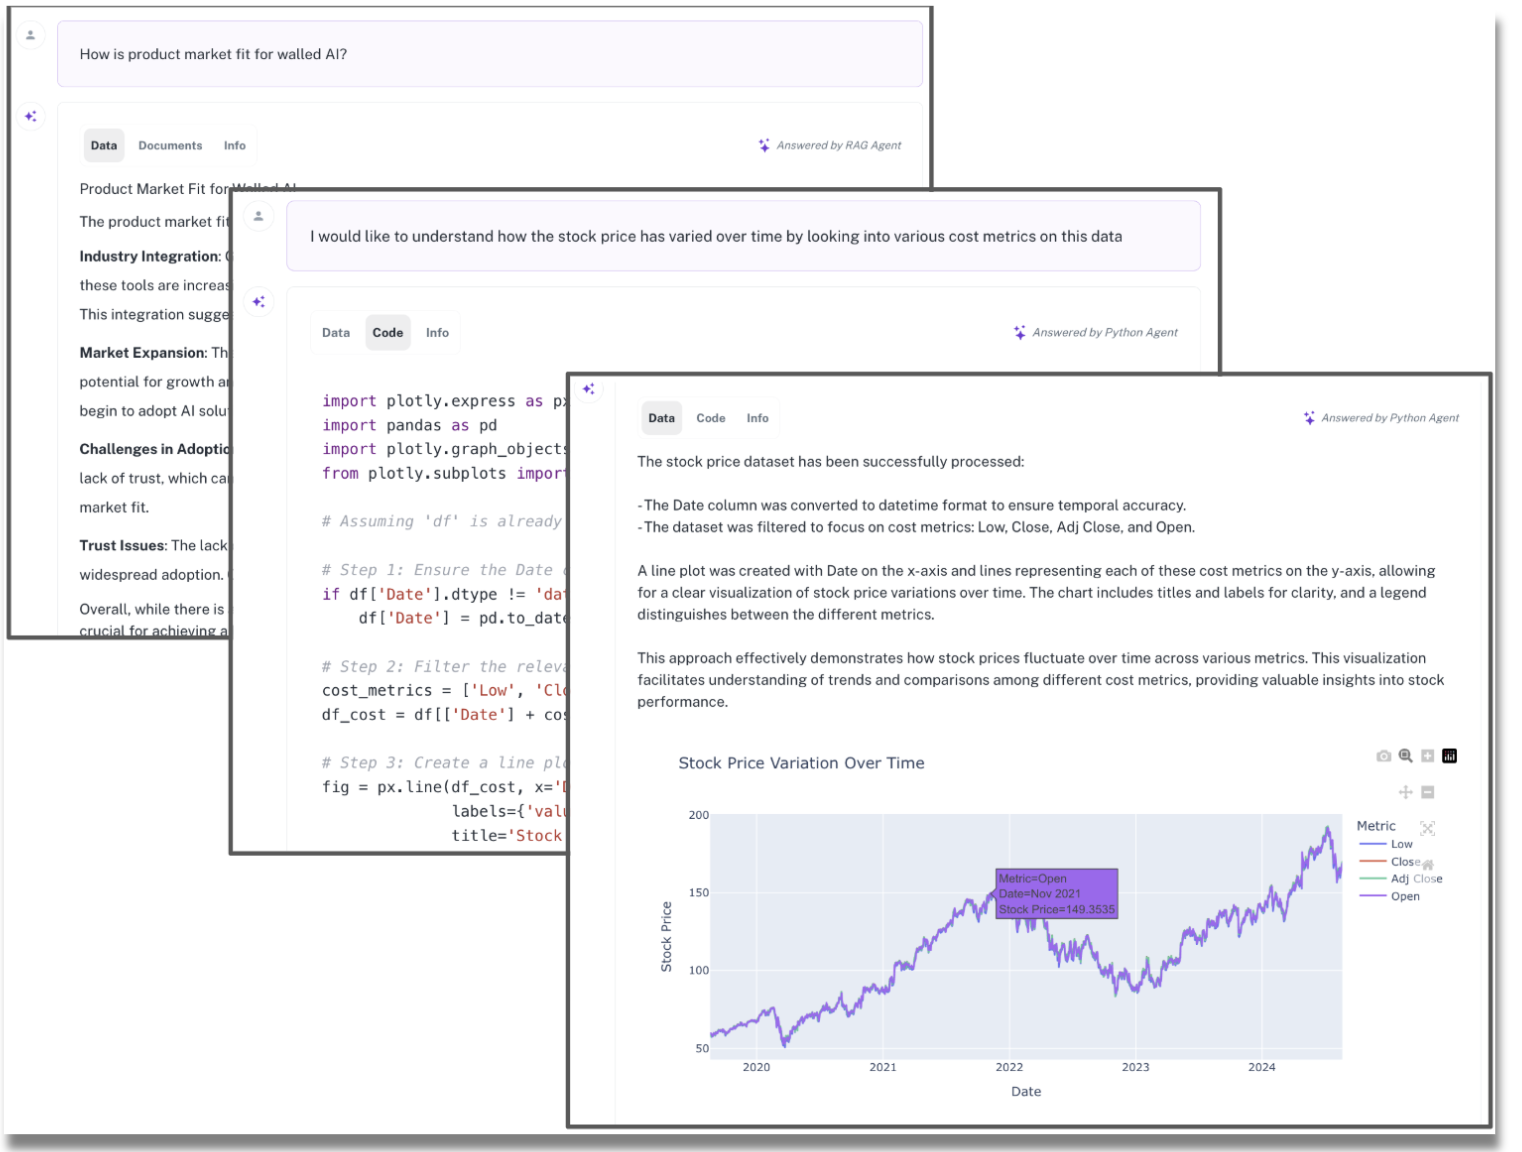 How is product market fit for walled AI?
Data Documents Info
Answered by RAG Agent
Product Market Fit for Walled AI
The product market fit
Industry Integration:
these tools are increas
This integration sugge
Market Expansion: Th
potential for growth a
begin to adopt AI solu
Challenges in Adoptio
lack of trust, which ca
market fit.
Trust Issues: The lack
widespread adoption.
Overall, while there is
crucial for achieving a
I would like to understand how the stock price has varied over time by looking into various cost metrics on this data
Data Code Info
Answered by Python Agent
import plotly.express as px
import pandas as pd
import plotly.graph_objects
from plotly.subplots import
# Assuming 'df' is already
# Step 1: Ensure the Date
if df['Date'].dtype != 'dat
df['Date'] = pd.to_date
# Step 2: Filter the releva
cost_metrics = ['Low', 'Clo
df_cost = df[['Date'] + cos
# Step 3: Create a line plo
fig = px.line(df_cost, x='D
labels={'valu
title='Stock
Data Code Info
Answered by Python Agent
The stock price dataset has been successfully processed:
- The Date column was converted to datetime format to ensure temporal accuracy.
- The dataset was filtered to focus on cost metrics: Low, Close, Adj Close, and Open.
A line plot was created with Date on the x-axis and lines representing each of these cost metrics on the y-axis, allowing
for a clear visualization of stock price variations over time. The chart includes titles and labels for clarity, and a legend
distinguishes between the different metrics.
This approach effectively demonstrates how stock prices fluctuate over time across various metrics. This visualization
facilitates understanding of trends and comparisons among different cost metrics, providing valuable insights into stock
performance.
Stock Price Variation Over Time
200
150
100
50
Stock Price
Metric=Open
Date=Nov 2021
Stock Price=149.3535
2020 2021 2022 2023 2024
Date
Metric
Low
Close
Adj Close
Open